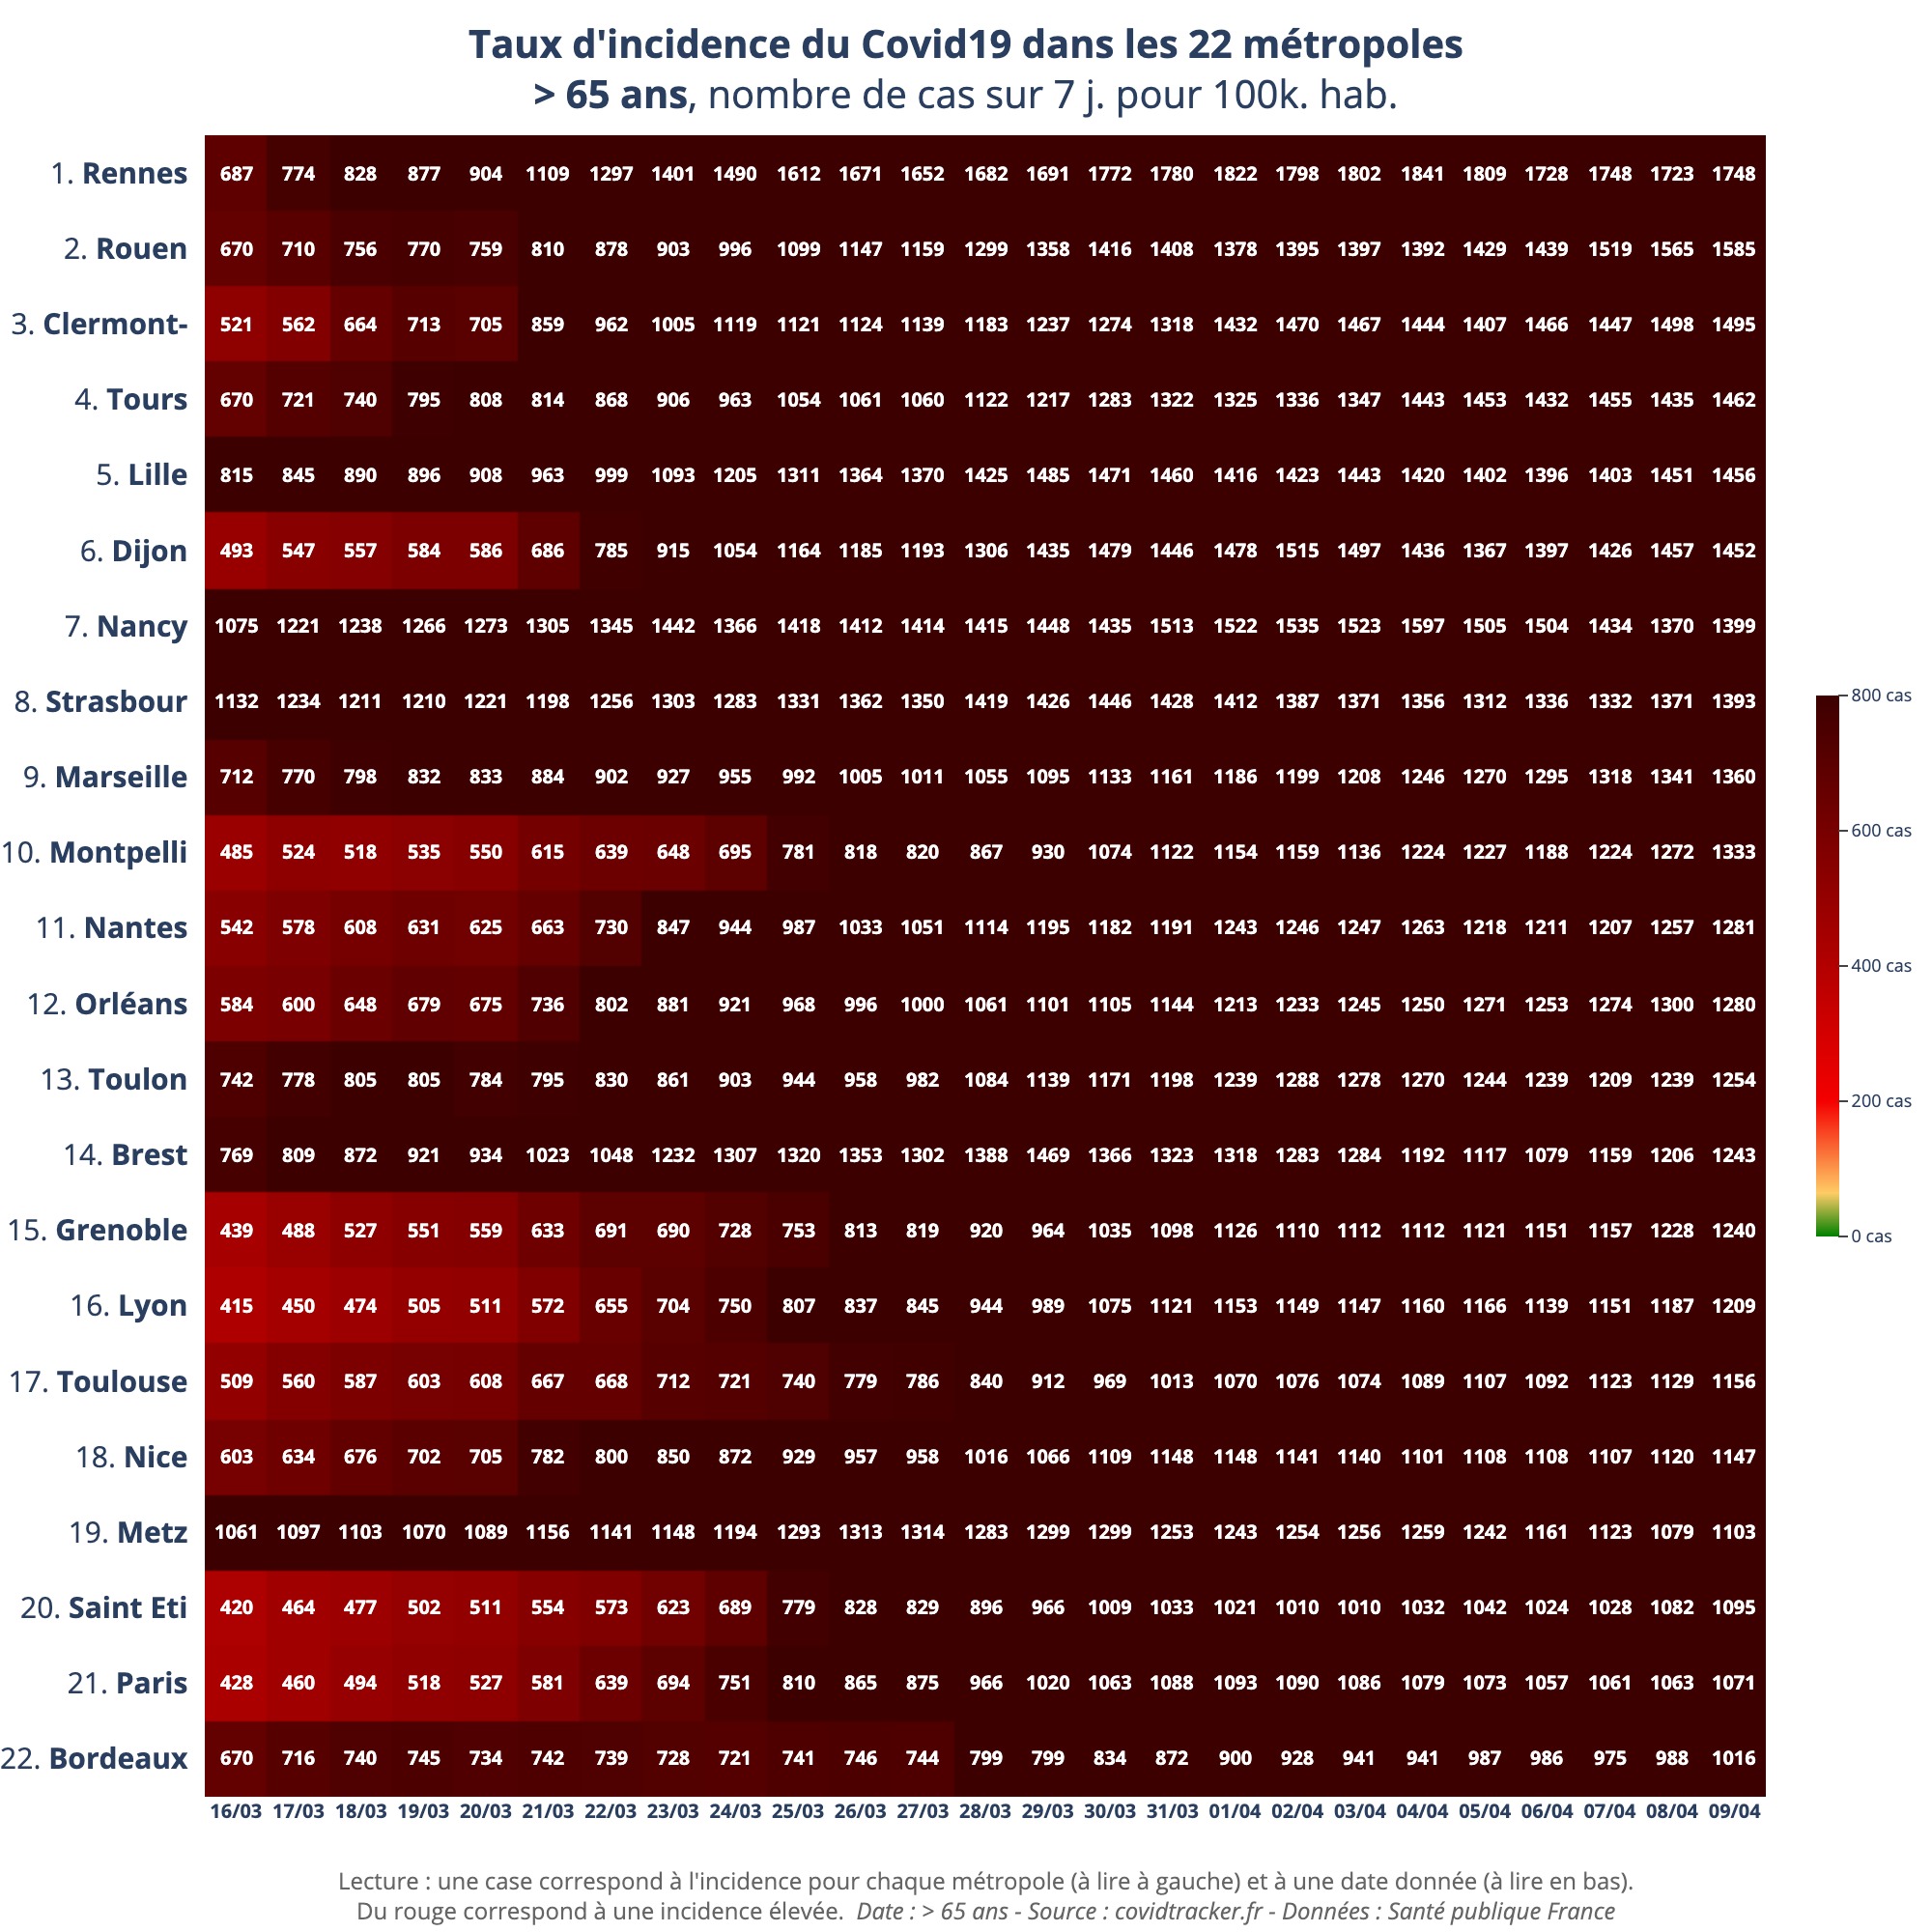 Taux d'incidence du Covid19 dans les 22 métropoles
> 65 ans, nombre de cas sur 7 j. pour 100k. hab.
1. Rennes 687 774 828 877 904 1109 1297 1401 1490 1612 1671 1652 1682 1691 1772 1780 1822 1798 1802 1841 1809 1728 1748 1723 1748
2. Rouen 670 710 756 770 759 810 878 903 996 1099 1147 1159 1299 1358 1416 1408 1378 1395 1397 1392 1429 1439 1519 1565 1585
3. Clermont- 521 562 664 713 705 859 962 1005 1119 1121 1124 1139 1183 1237 1274 1318 1432 1470 1467 1444 1407 1466 1447 1498 1495
4. Tours 670 721 740 795 808 814 868 906 963 1054 1061 1060 1122 1217 1283 1322 1325 1336 1347 1443 1453 1432 1455 1435 1462
5. Lille 815 845 890 896 908 963 999 1093 1205 1311 1364 1370 1425 1485 1471 1460 1416 1423 1443 1420 1402 1396 1403 1451 1456
6. Dijon 493 547 557 584 586 686 785 915 1054 1164 1185 1193 1306 1435 1479 1446 1478 1515 1497 1436 1367 1397 1426 1457 1452
7. Nancy 1075 1221 1238 1266 1273 1305 1345 1442 1366 1418 1412 1414 1415 1448 1435 1513 1522 1535 1523 1597 1505 1504 1434 1370 1399
8. Strasbour 1132 1234 1211 1210 1221 1198 1256 1303 1283 1331 1362 1350 1419 1426 1446 1428 1412 1387 1371 1356 1312 1336 1332 1371 1393
9. Marseille 712 770 798 832 833 884 902 927 955 992 1005 1011 1055 1095 1133 1161 1186 1199 1208 1246 1270 1295 1318 1341 1360
10. Montpelli 485 524 518 535 550 615 639 648 695 781 818 820 867 930 1074 1122 1154 1159 1136 1224 1227 1188 1224 1272 1333
11. Nantes 542 578 608 631 625 663 730 847 944 987 1033 1051 1114 1195 1182 1191 1243 1246 1247 1263 1218 1211 1207 1257 1281
12. Orléans 584 600 648 679 675 736 802 881 921 968 996 1000 1061 1101 1105 1144 1213 1233 1245 1250 1271 1253 1274 1300 1280
13. Toulon 742 778 805 805 784 795 830 861 903 944 958 982 1084 1139 1171 1198 1239 1288 1278 1270 1244 1239 1209 1239 1254
14. Brest 769 809 872 921 934 1023 1048 1232 1307 1320 1353 1302 1388 1469 1366 1323 1318 1283 1284 1192 1117 1079 1159 1206 1243
15. Grenoble 439 488 527 551 559 633 691 690 728 753 813 819 920 964 1035 1098 1126 1110 1112 1112 1121 1151 1157 1228 1240
16. Lyon 415 450 474 505 511 572 655 704 750 807 837 845 944 989 1075 1121 1153 1149 1147 1160 1166 1139 1151 1187 1209
17. Toulouse 509 560 587 603 608 667 668 712 721 740 779 786 840 912 969 1013 1070 1076 1074 1089 1107 1092 1123 1129 1156
18. Nice 603 634 676 702 705 782 800 850 872 929 957 958 1016 1066 1109 1148 1148 1141 1140 1101 1108 1108 1107 1120 1147
19. Metz 1061 1097 1103 1070 1089 1156 1141 1148 1194 1293 1313 1314 1283 1299 1299 1253 1243 1254 1256 1259 1242 1161 1123 1079 1103
20. Saint Eti 420 464 477 502 511 554 573 623 689 779 828 829 896 966 1009 1033 1021 1010 1010 1032 1042 1024 1028 1082 1095
21. Paris 428 460 494 518 527 581 639 694 751 810 865 875 966 1020 1063 1088 1093 1090 1086 1079 1073 1057 1061 1063 1071
22. Bordeaux 670 716 740 745 734 742 739 728 721 741 746 744 799 799 834 872 900 928 941 941 987 986 975 988 1016
16/03 17/03 18/03 19/03 20/03 21/03 22/03 23/03 24/03 25/03 26/03 27/03 28/03 29/03 30/03 31/03 01/04 02/04 03/04 04/04 05/04 06/04 07/04 08/04 09/04
800 cas
600 cas
400 cas
200 cas
0 cas
Lecture : une case correspond à l'incidence pour chaque métropole (à lire à gauche) et à une date donnée (à lire en bas).
Du rouge correspond à une incidence élevée. Date : > 65 ans - Source : covidtracker.fr - Données : Santé publique France